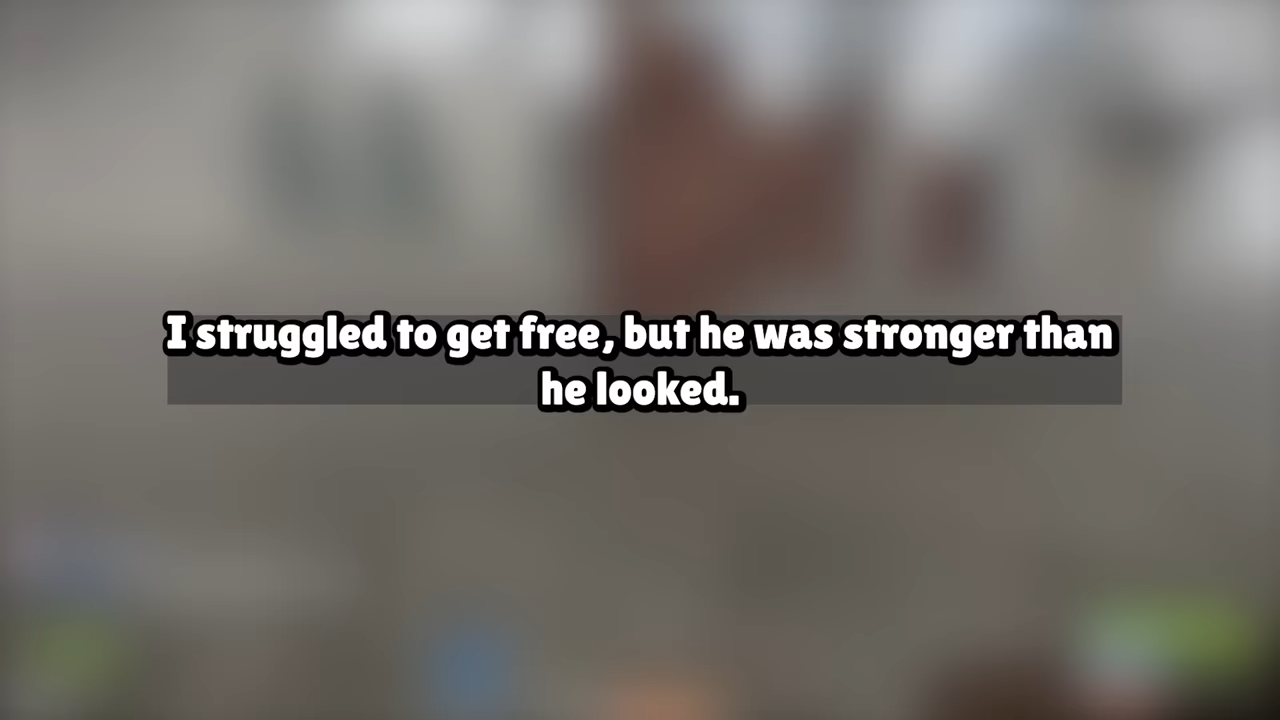 I struggled to get free, but he was stronger than
he looked.